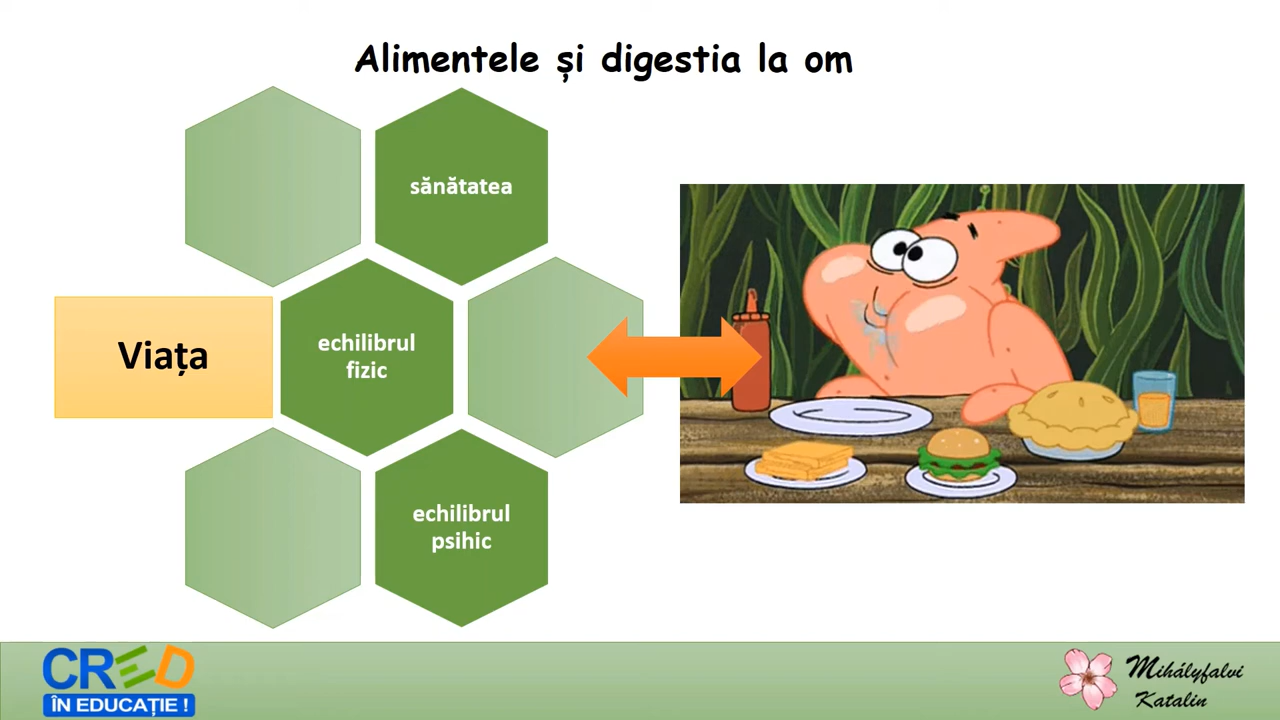 Alimentele și digestia la om
sănătatea
Viața
echilibrul
fizic
echilibrul
psihic
CRED
ÎN EDUCAȚIE !
Mihályfalvi
Katalin